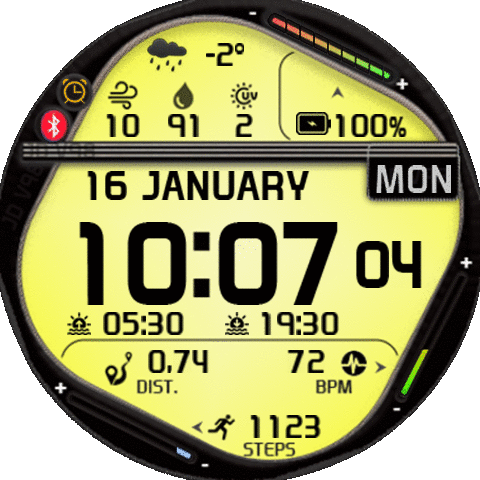 -2°
UV
10 91 2 100%
MON
16 JANUARY
10:07 04
05:30 19:30
0.74 72
DIST. BPM
1123
STEPS